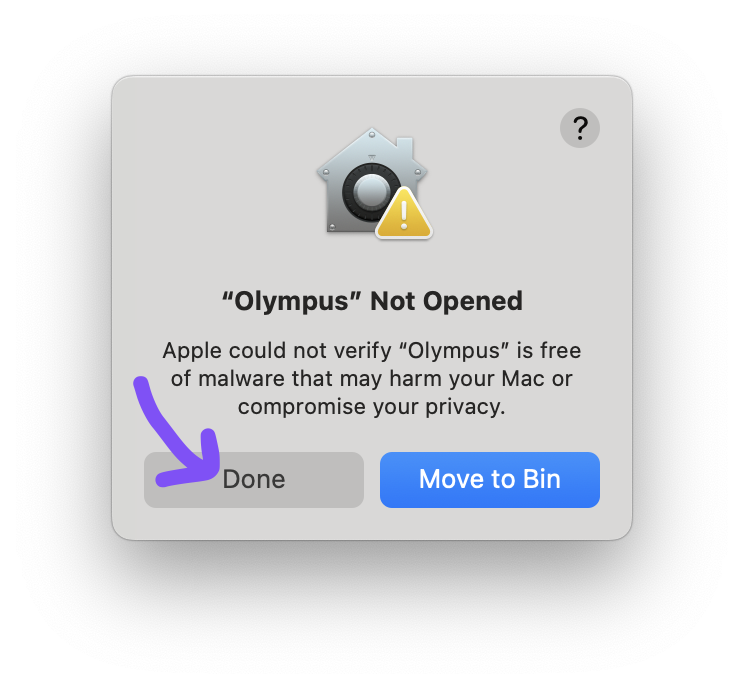 ?
“Olympus” Not Opened
Apple could not verify “Olympus” is free
of malware that may harm your Mac or
compromise your privacy.
Done
Move to Bin